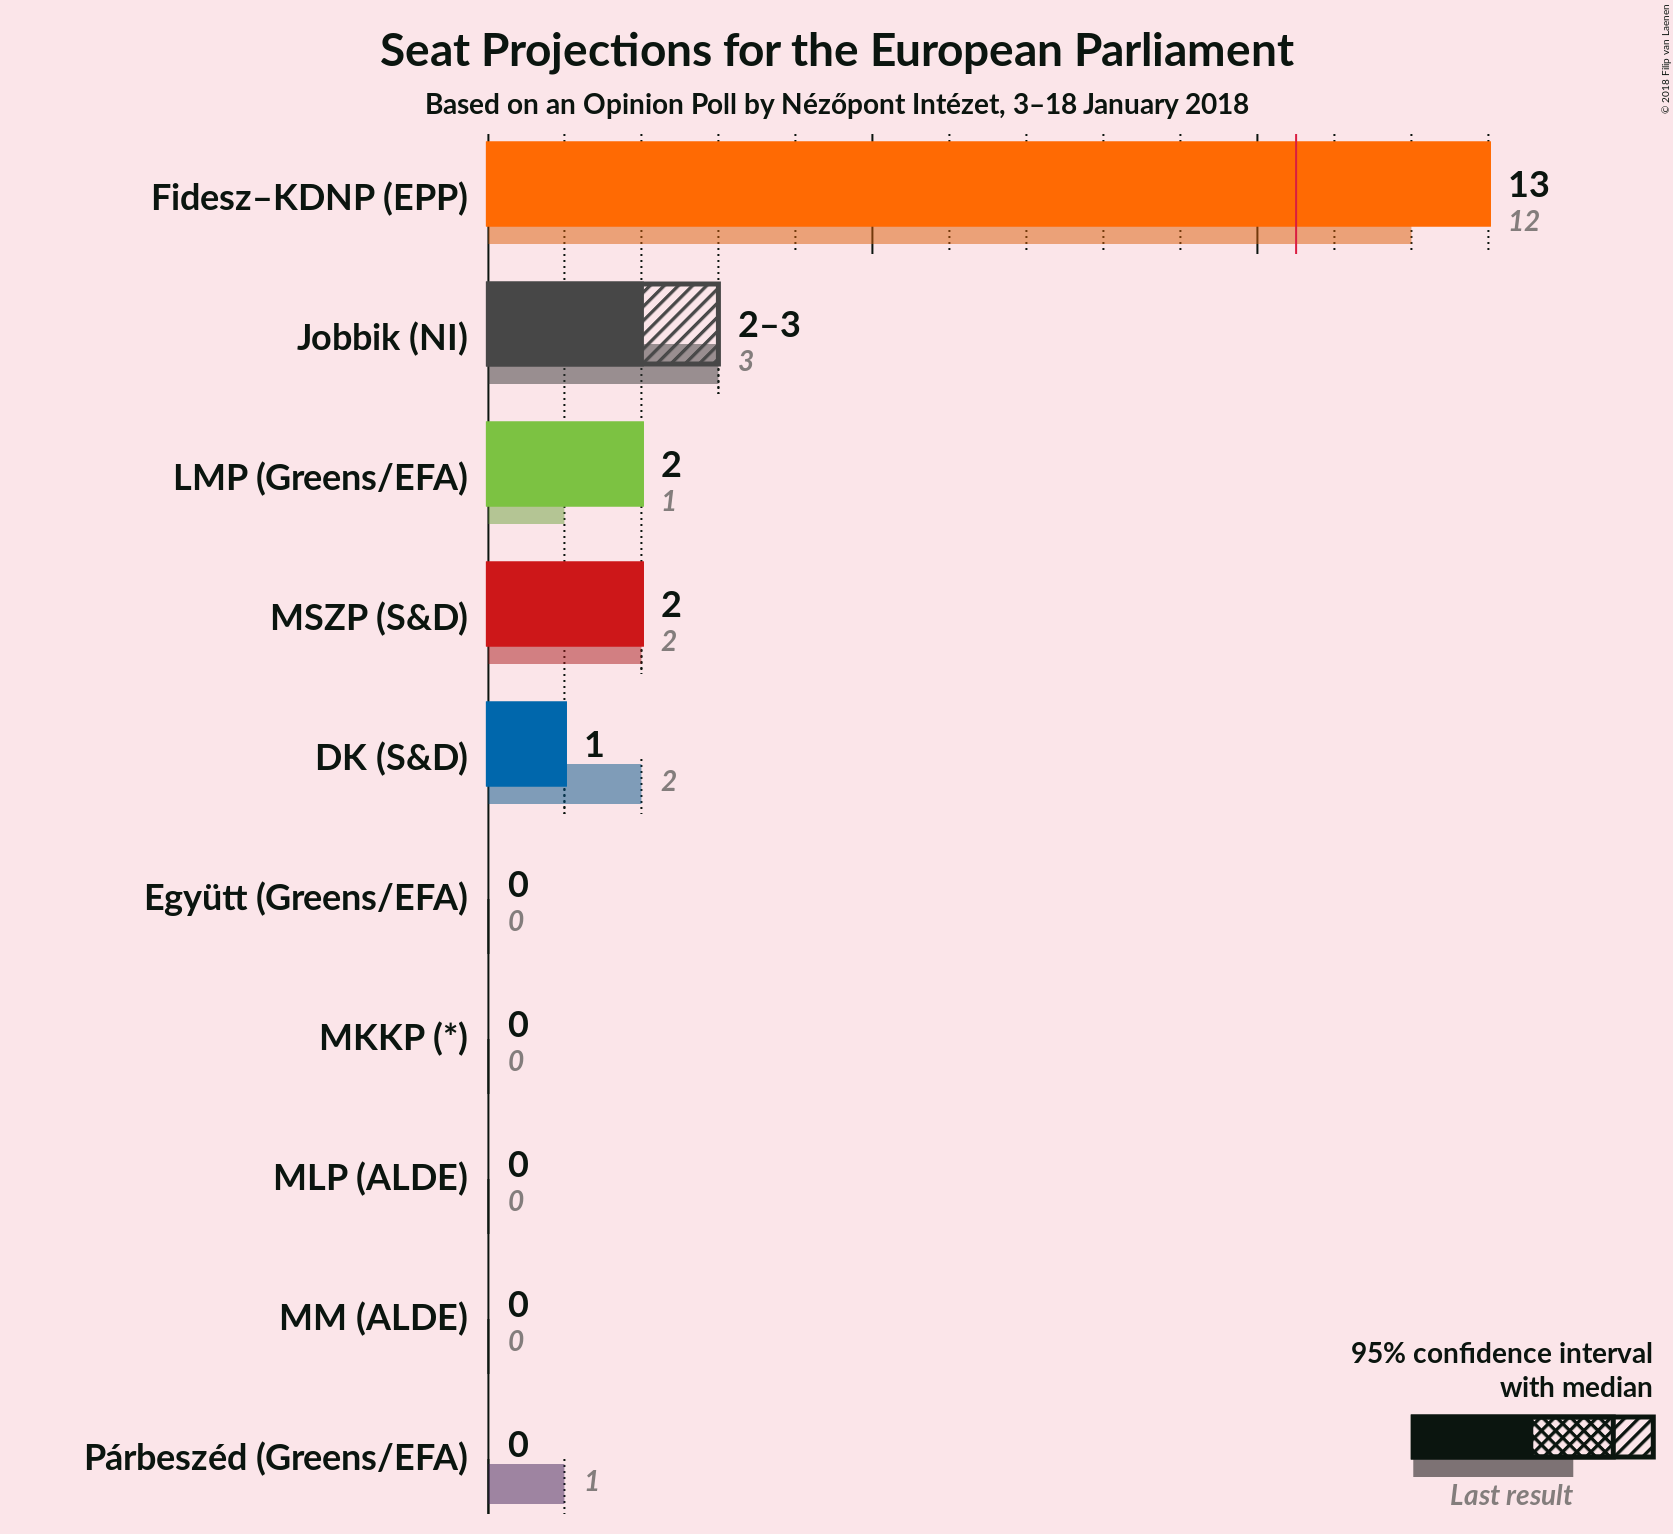 Seat Projections for the European Parliament
Based on an Opinion Poll by Nézőpont Intézet, 3–18 January 2018
© 2018 Filip van Laenen
Fidesz–KDNP (EPP)
13
12
Jobbik (NI)
2–3
3
LMP (Greens/EFA)
2
1
MSZP (S&D)
2
2
DK (S&D)
1
2
Együtt (Greens/EFA)
0
0
MKKP (*)
0
0
MLP (ALDE)
0
0
MM (ALDE)
0
0
Párbeszéd (Greens/EFA)
0
1
95% confidence interval
with median
Last result